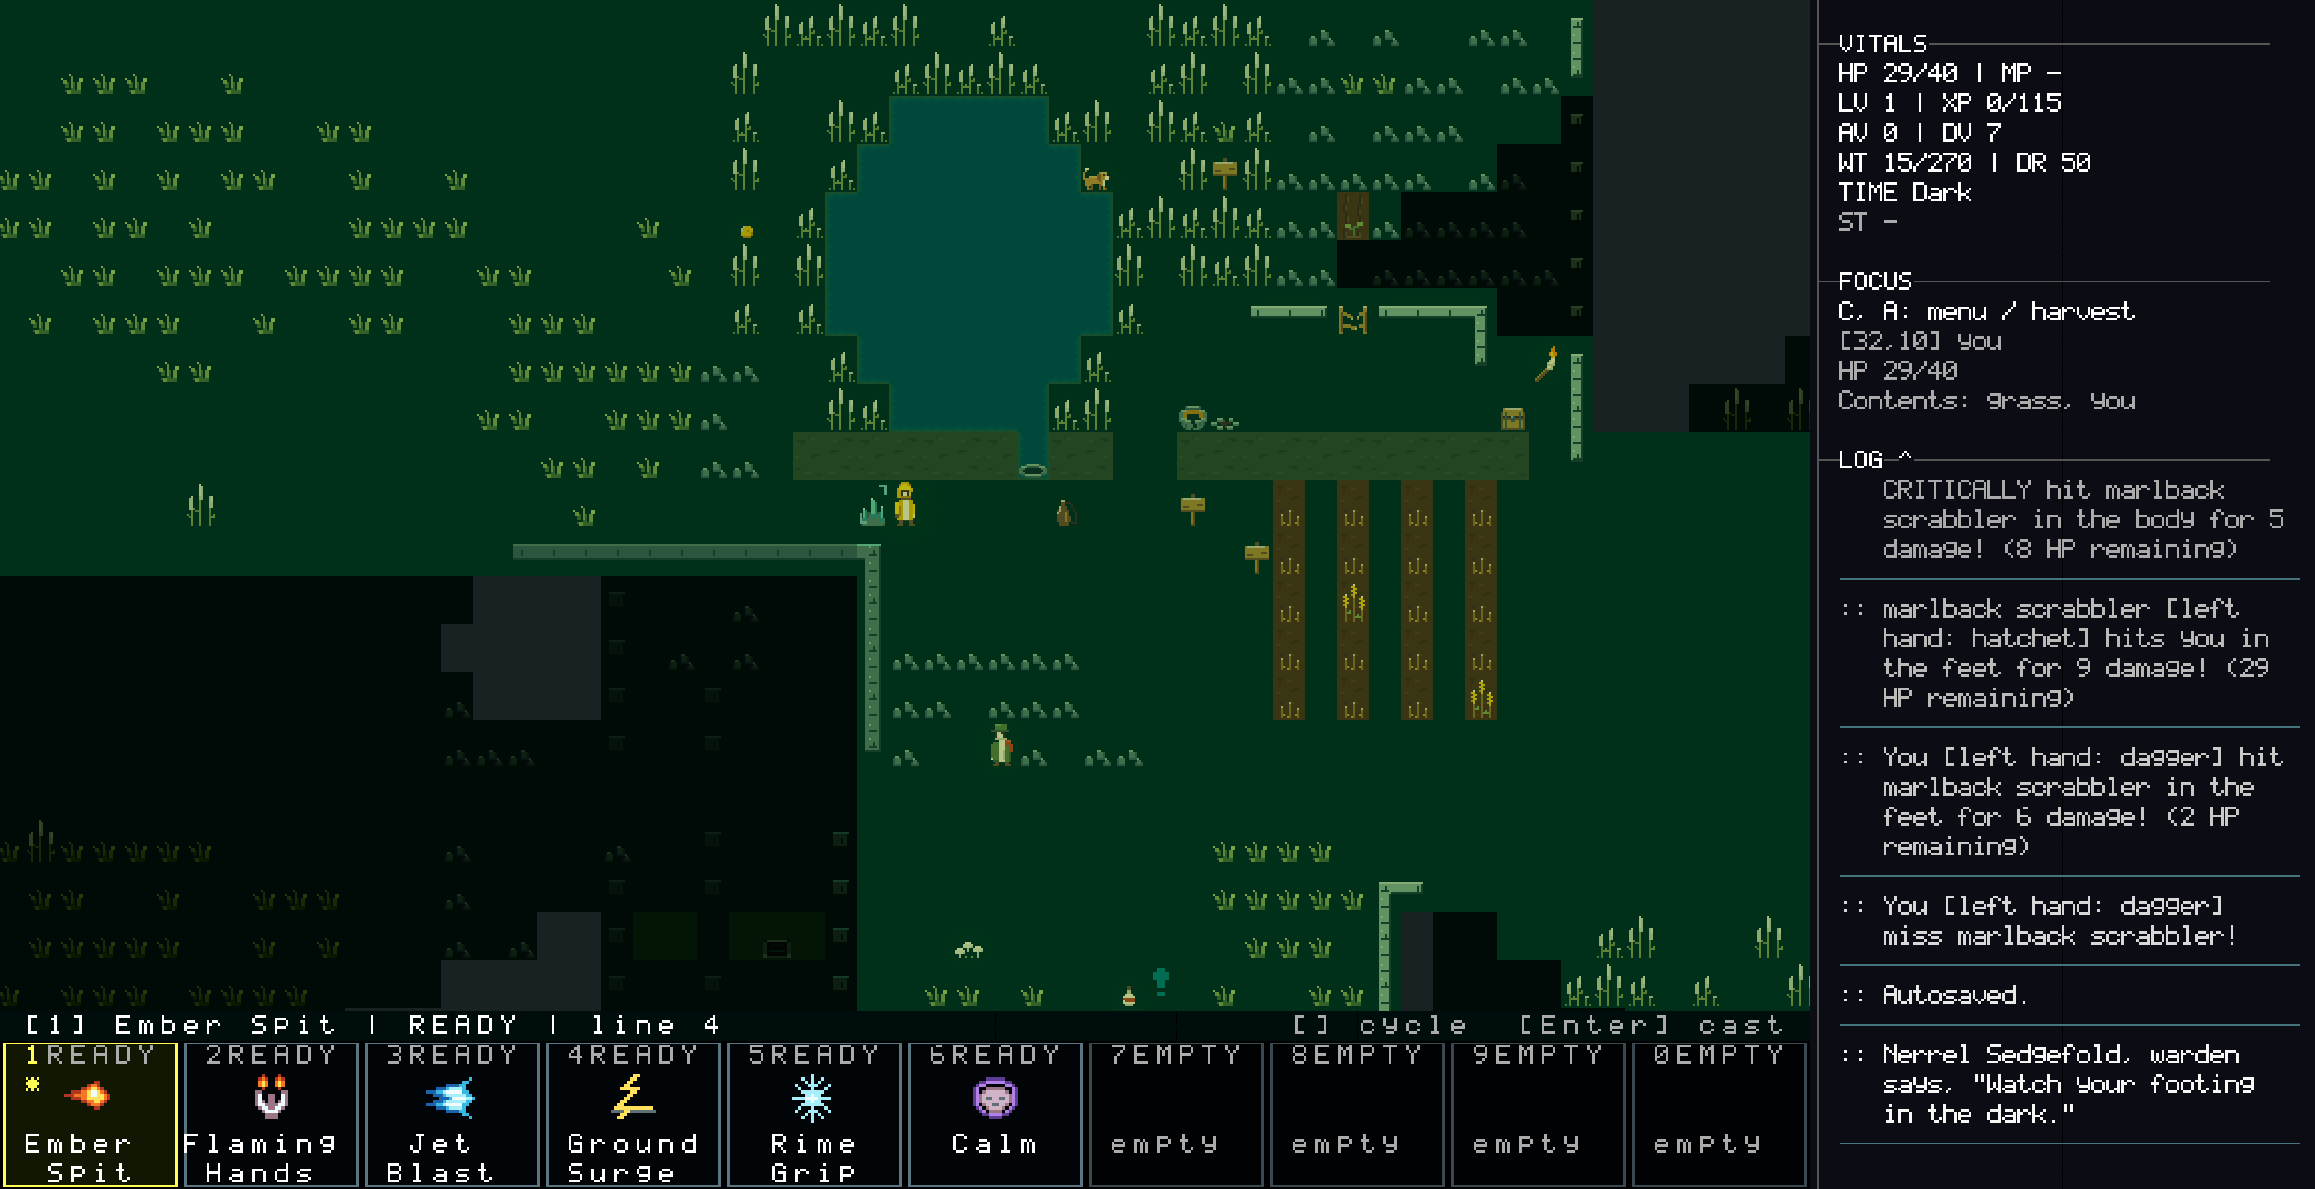 VITALS
HP 29/40 | MP -
LV 1 | XP 0/115
AV 0 | DV 7
WT 15/270 | DR 50
TIME Dark
ST -
FOCUS
C, A: menu / harvest
[32,10] you
HP 29/40
Contents: grass, you
LOG ^
CRITICALLY hit marlback
scrabbler in the body for 5
damage! (8 HP remaining)
:: marlback scrabbler [left
hand: hatchet] hits you in
the feet for 9 damage! (29
HP remaining)
:: You [left hand: dagger] hit
marlback scrabbler in the
feet for 6 damage! (2 HP
remaining)
:: You [left hand: dagger]
miss marlback scrabbler!
:: Autosaved.
:: Nerrel Sedgefold, warden
says, "Watch your footing
in the dark."
[1] Ember Spit | READY | line 4
[] cycle [Enter] cast
1READY
Ember
Spit
2READY
Flaming
Hands
3READY
Jet
Blast
4READY
Ground
Surge
5READY
Rime
Grip
6READY
Calm
7EMPTY
empty
8EMPTY
empty
9EMPTY
empty
0EMPTY
empty